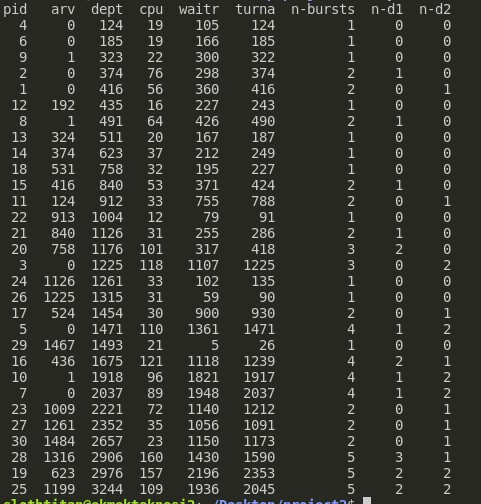 pid arv dept cpu waitr turna n-bursts n-d1 n-d2
4 0 124 19 105 124 1 0 0
6 0 185 19 166 185 1 0 0
9 1 323 22 300 322 1 0 0
2 0 374 76 298 374 2 1 0
1 0 416 56 360 416 2 0 1
12 192 435 16 227 243 1 0 0
8 1 491 64 426 490 2 1 0
13 324 511 20 167 187 1 0 0
14 374 623 37 212 249 1 0 0
18 531 758 32 195 227 1 0 0
15 416 840 53 371 424 2 1 0
11 124 912 33 755 788 2 0 1
22 913 1004 12 79 91 1 0 0
21 840 1126 31 255 286 2 1 0
20 758 1176 101 317 418 3 2 0
3 0 1225 118 1107 1225 3 0 2
24 1126 1261 33 102 135 1 0 0
26 1225 1315 31 59 90 1 0 0
17 524 1454 30 900 930 2 0 1
5 0 1471 110 1361 1471 4 1 2
29 1467 1493 21 5 26 1 0 0
16 436 1675 121 1118 1239 4 2 1
10 1 1918 96 1821 1917 4 1 2
7 0 2037 89 1948 2037 4 1 2
23 1009 2221 72 1140 1212 2 0 1
27 1261 2352 35 1056 1091 2 0 1
30 1484 2657 23 1150 1173 2 0 1
28 1316 2906 160 1430 1590 5 3 1
19 623 2976 157 2196 2353 5 2 2
25 1199 3244 109 1936 2045 5 2 2